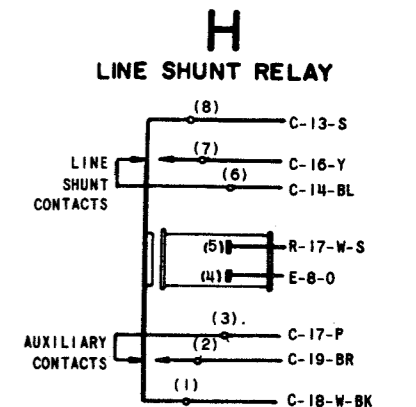 H
LINE SHUNT RELAY
(8)
C-13-S
(7)
C-16-Y
LINE
SHUNT
CONTACTS
(6)
C-14-BL
(5)
R-17-W-S
(4)
E-8-O
(3).
C-17-P
AUXILIARY
CONTACTS
(2)
C-19-BR
(1)
C-18-W-BK